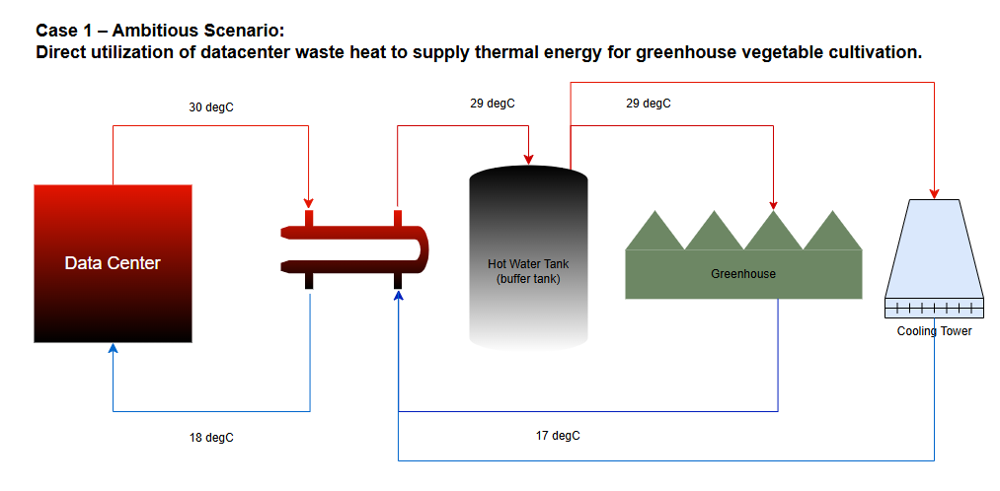 Case 1 – Ambitious Scenario:
Direct utilization of datacenter waste heat to supply thermal energy for greenhouse vegetable cultivation.
30 degC
29 degC
29 degC
Data Center
Hot Water Tank
(buffer tank)
Greenhouse
Cooling Tower
18 degC
17 degC